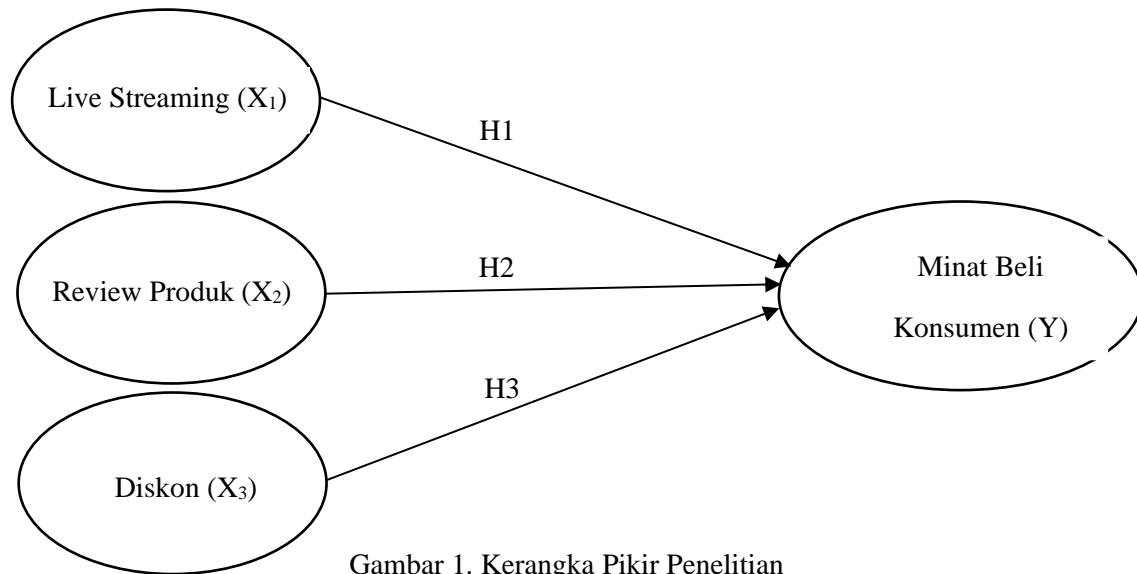 Live Streaming (X₁)
H1
Review Produk (X₂)
H2
Minat Beli
Konsumen (Y)
H3
Diskon (X₃)
Gambar 1. Kerangka Pikir Penelitian